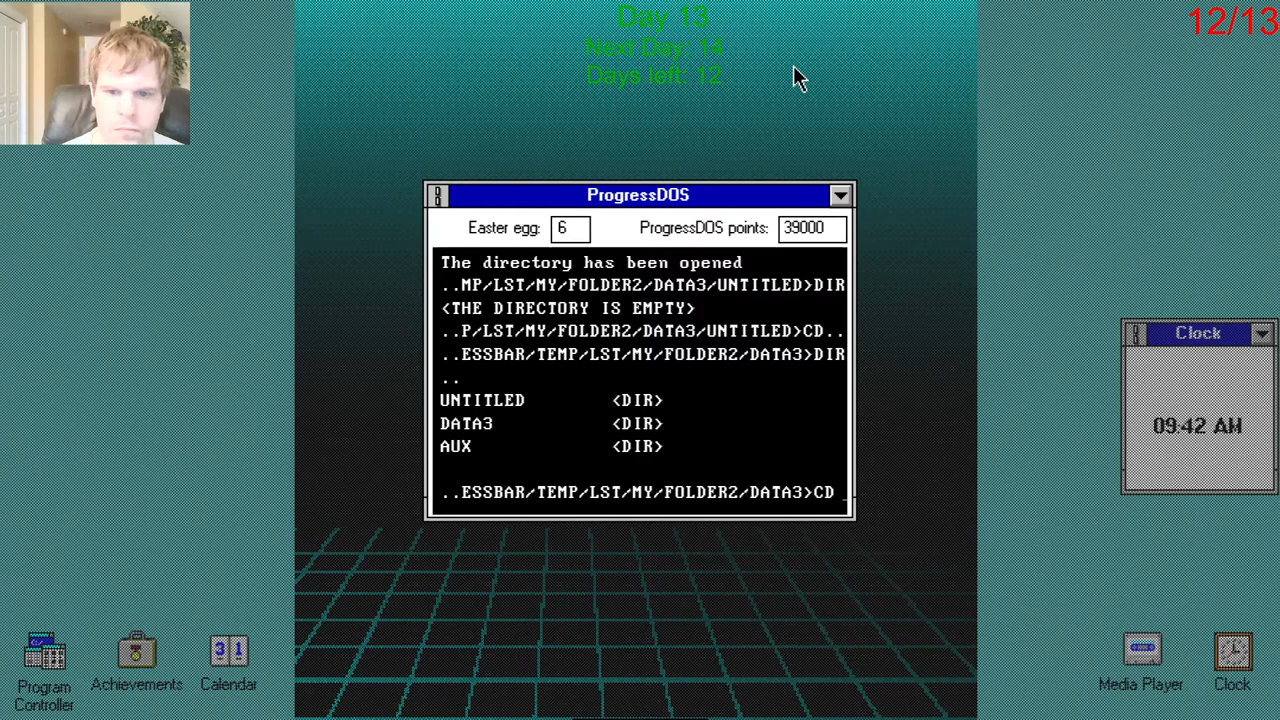 Day 13
Next Day: 14
Days left: 12
12/13
ProgressDOS
Easter egg: 6 ProgressDOS points: 39000
The directory has been opened
..MP/LST/MY/FOLDER2/DATA3/UNTITLED>DIR
<THE DIRECTORY IS EMPTY>
..P/LST/MY/FOLDER2/DATA3/UNTITLED>CD..
..ESSBAR/TEMP/LST/MY/FOLDER2/DATA3>DIR
..
UNTITLED <DIR>
DATA3 <DIR>
AUX <DIR>
..ESSBAR/TEMP/LST/MY/FOLDER2/DATA3>CD _
Clock
09:42 AM
31
Program
Controller
Achievements
Calendar
Media Player
Clock